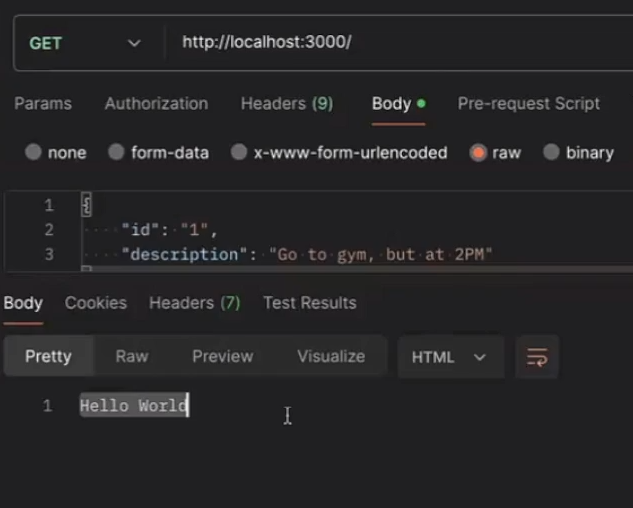 GET http://localhost:3000/
Params Authorization Headers (9) Body Pre-request Script
none form-data x-www-form-urlencoded raw binary
1 {
2 "id": "1",
3 "description": "Go to gym, but at 2PM"
Body Cookies Headers (7) Test Results
Pretty Raw Preview Visualize HTML
1 Hello World